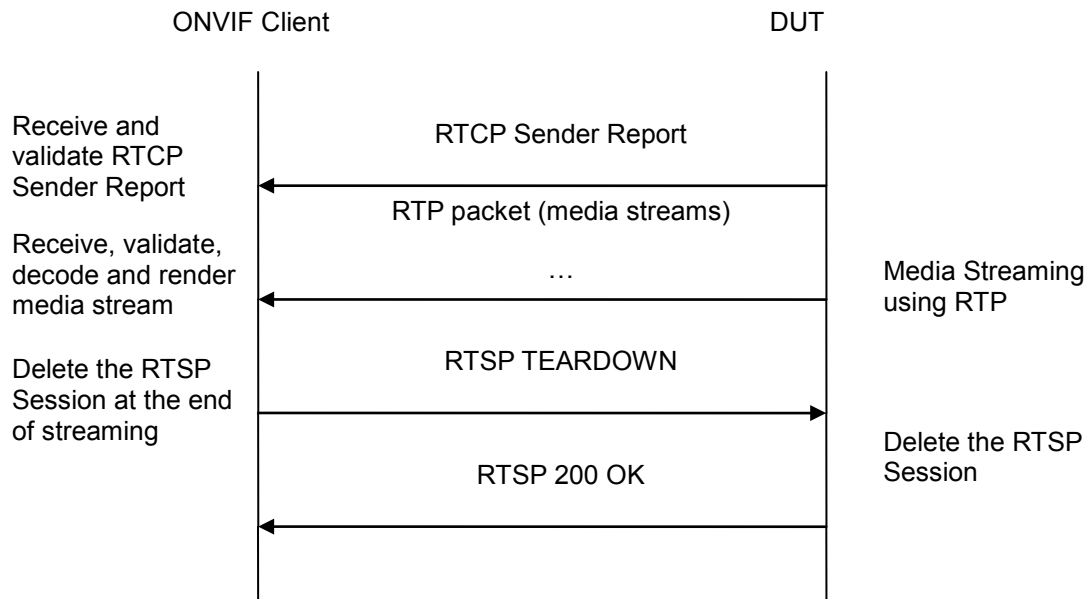 ONVIF Client
DUT
Receive and
validate RTCP
Sender Report
RTCP Sender Report
RTP packet (media streams)
Receive, validate,
decode and render
media stream
…
Media Streaming
using RTP
RTSP TEARDOWN
Delete the RTSP
Session at the end
of streaming
Delete the RTSP
Session
RTSP 200 OK